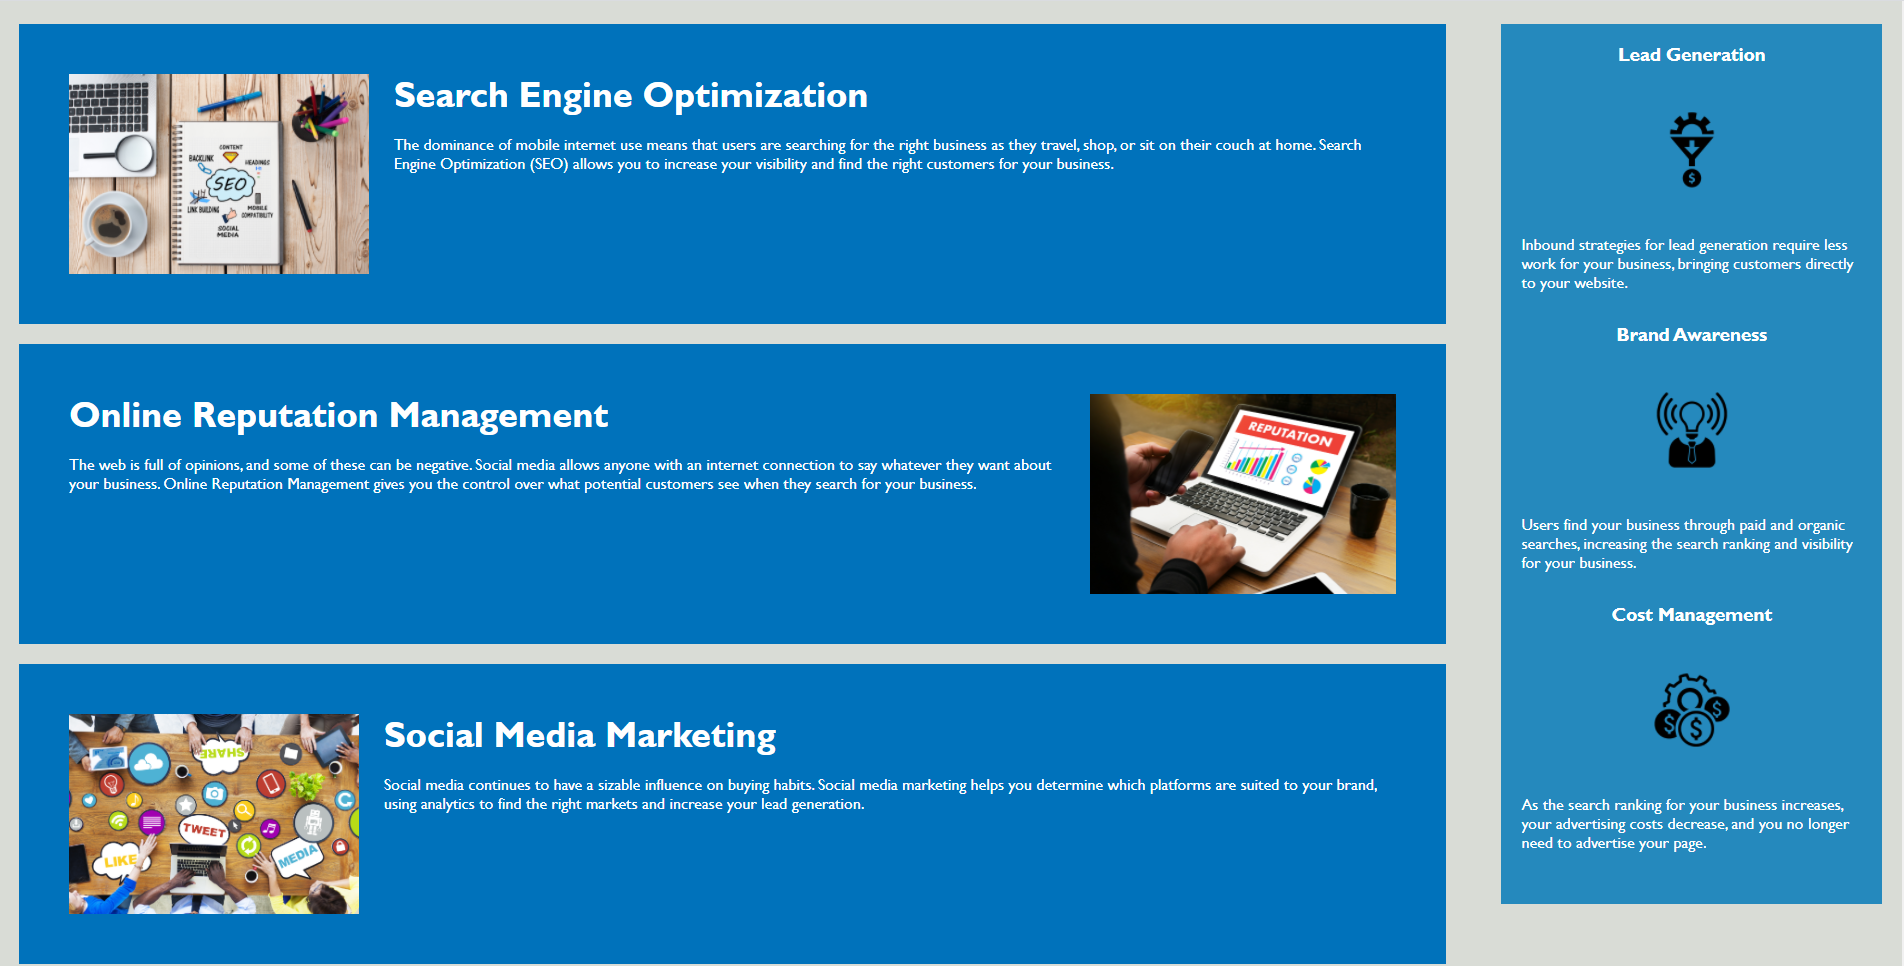 Search Engine Optimization
The dominance of mobile internet use means that users are searching for the right business as they travel, shop, or sit on their couch at home. Search
Engine Optimization (SEO) allows you to increase your visibility and find the right customers for your business.
CONTENT
BACKLINK
HEADINGS
SEO
LINK BUILDING
MOBILE
COMPATIBILITY
SOCIAL
MEDIA
Online Reputation Management
The web is full of opinions, and some of these can be negative. Social media allows anyone with an internet connection to say whatever they want about
your business. Online Reputation Management gives you the control over what potential customers see when they search for your business.
REPUTATION
Social Media Marketing
Social media continues to have a sizable influence on buying habits. Social media marketing helps you determine which platforms are suited to your brand,
using analytics to find the right markets and increase your lead generation.
SHARE
TWEET
LIKE
MEDIA
Lead Generation
$
Inbound strategies for lead generation require less
work for your business, bringing customers directly
to your website.
Brand Awareness
Users find your business through paid and organic
searches, increasing the search ranking and visibility
for your business.
Cost Management
$ $ $
As the search ranking for your business increases,
your advertising costs decrease, and you no longer
need to advertise your page.